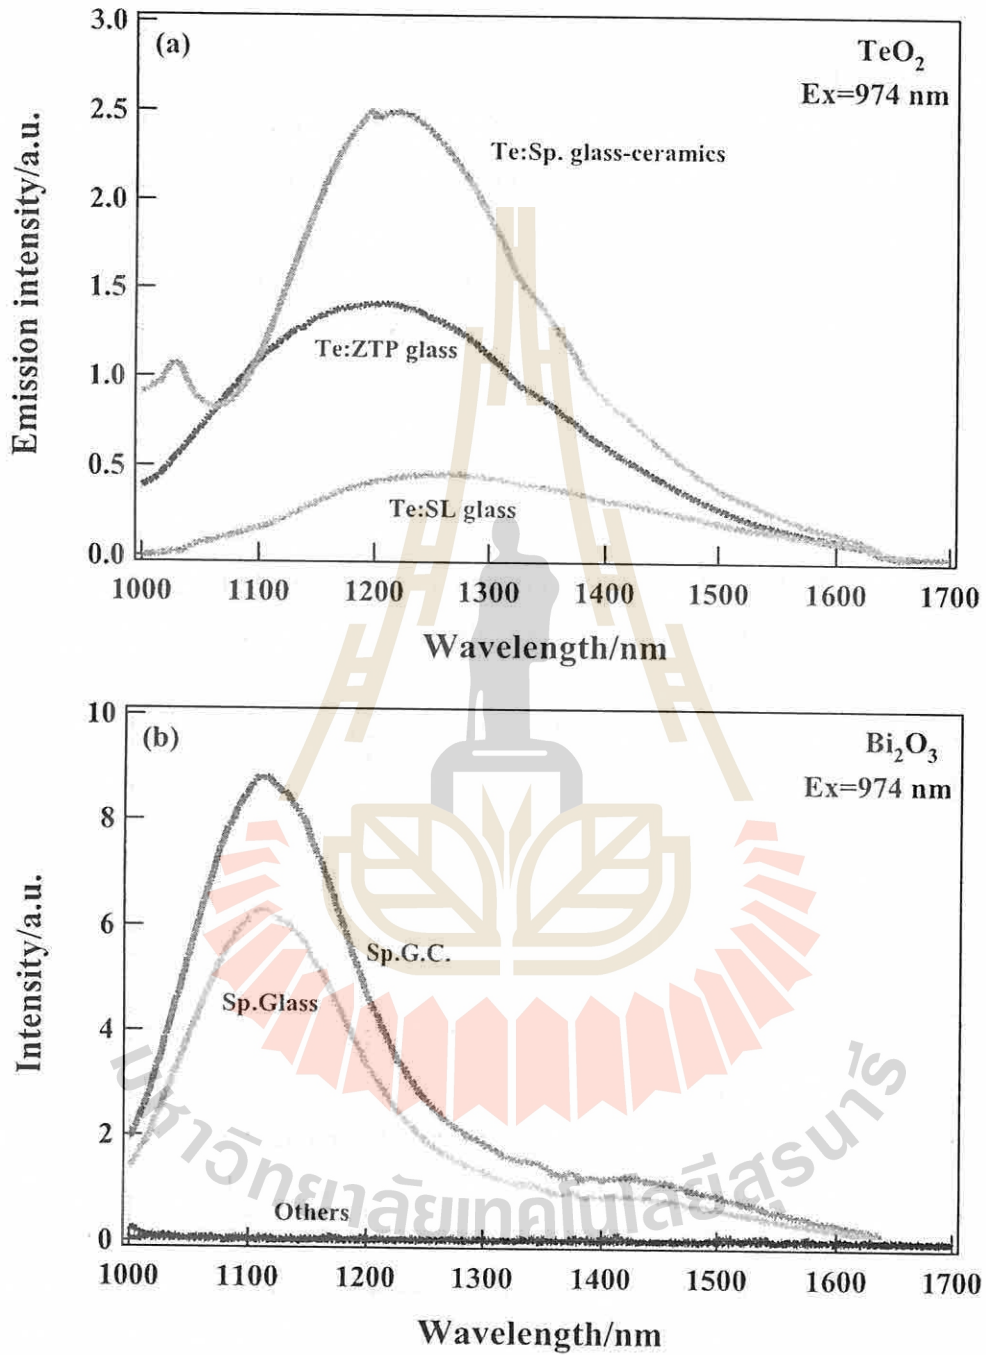 3.0
(a)
TeO₂
Ex=974 nm
2.5
Te:Sp. glass-ceramics
2.0
1.5
Te:ZTP glass
1.0
0.5
Te:SL glass
0.0
Emission intensity/a.u.
1000 1100 1200 1300 1400 1500 1600 1700
Wavelength/nm
10
(b)
Bi₂O₃
Ex=974 nm
8
6
Sp.G.C.
Sp.Glass
4
2
Others
0
Intensity/a.u.
1000 1100 1200 1300 1400 1500 1600 1700
Wavelength/nm